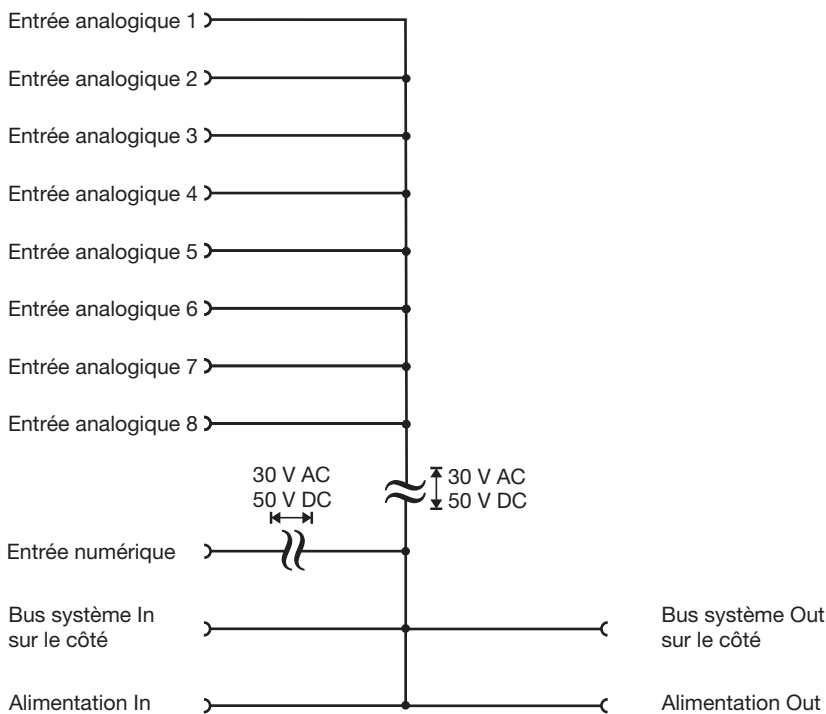 Entrée analogique 1
Entrée analogique 2
Entrée analogique 3
Entrée analogique 4
Entrée analogique 5
Entrée analogique 6
Entrée analogique 7
Entrée analogique 8
30 V AC
50 V DC
30 V AC
50 V DC
Entrée numérique
Bus système In
sur le côté
Bus système Out
sur le côté
Alimentation In
Alimentation Out